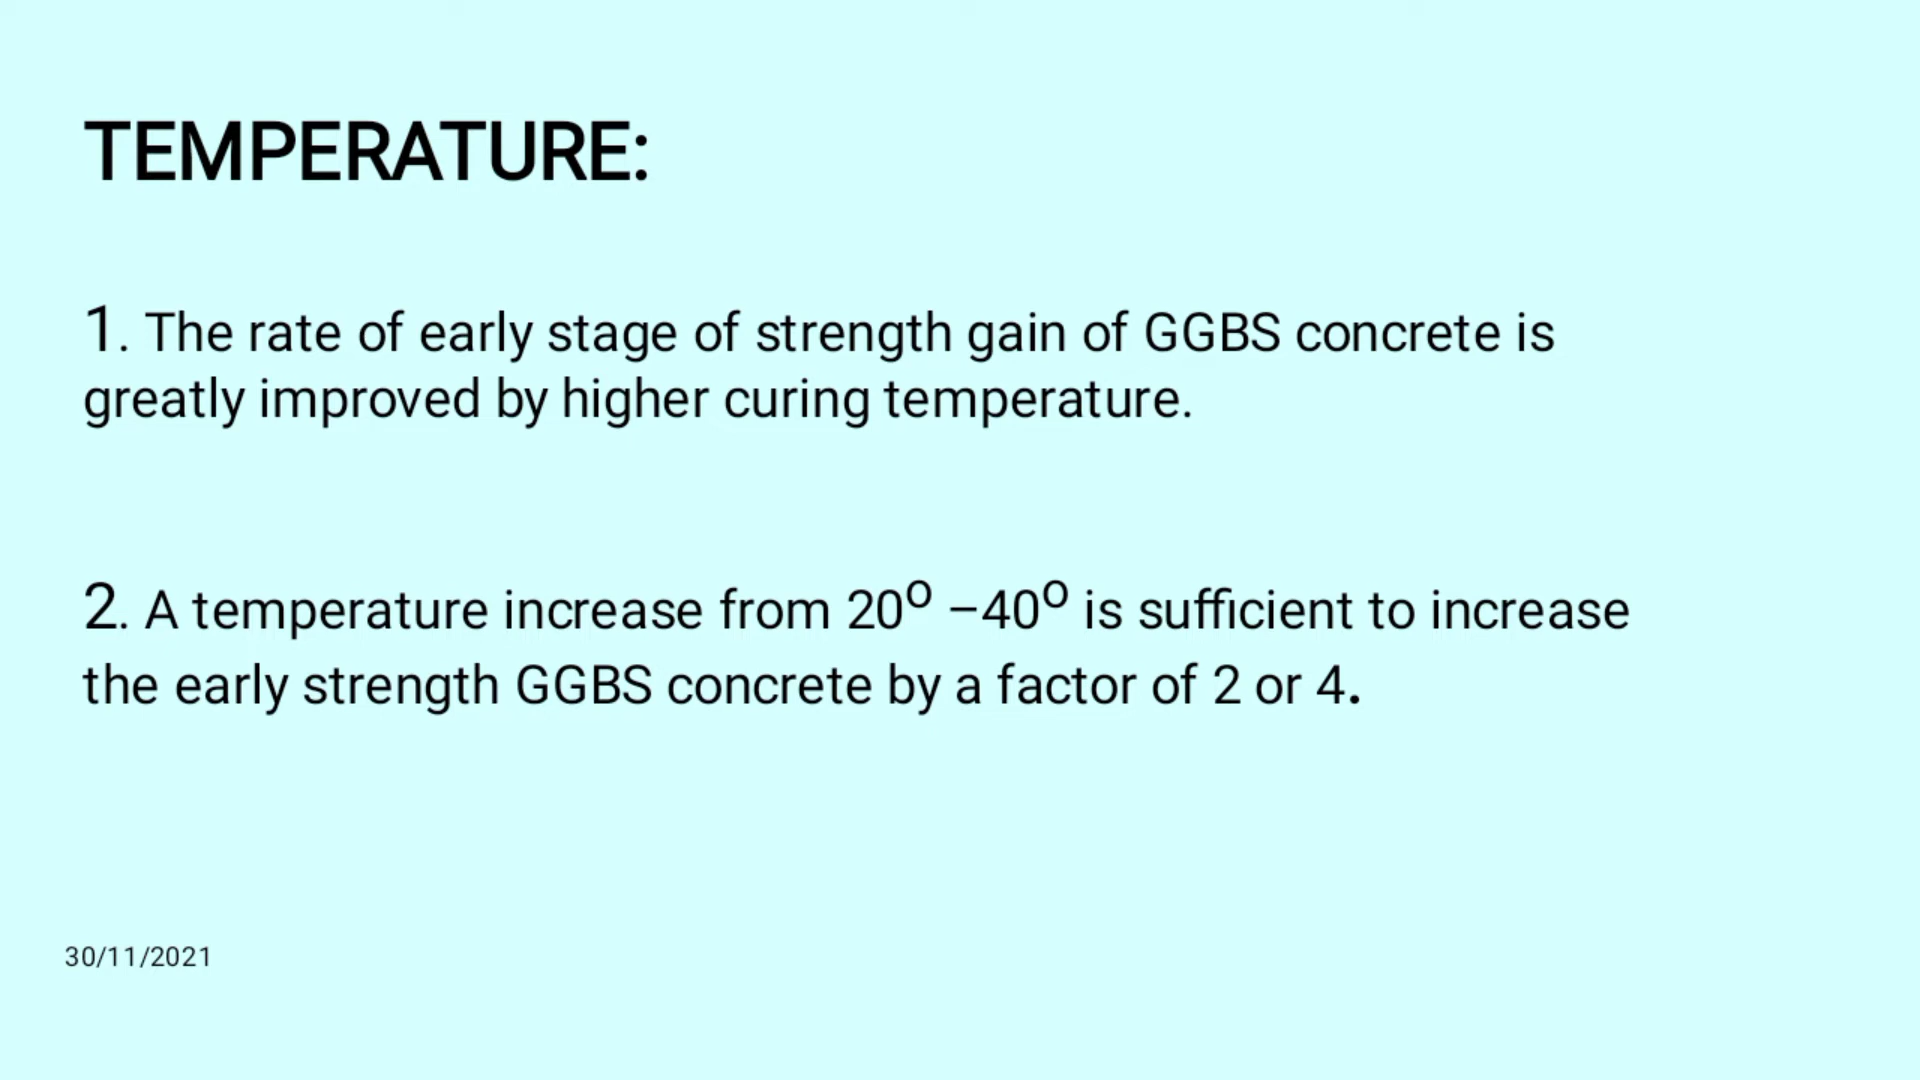 TEMPERATURE:
1. The rate of early stage of strength gain of GGBS concrete is
greatly improved by higher curing temperature.
2. A temperature increase from 20º –40º is sufficient to increase
the early strength GGBS concrete by a factor of 2 or 4.
30/11/2021